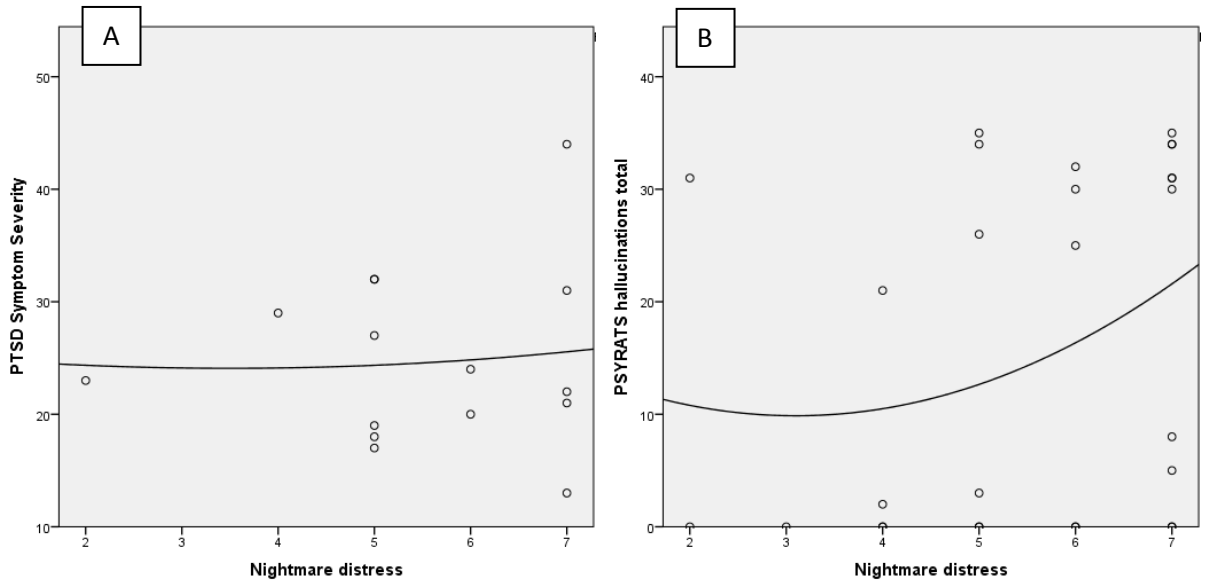 A
50
40
30
20
10
PTSD Symptom Severity
2 3 4 5 6 7
Nightmare distress
B
40
30
20
10
0
PSYRATS hallucinations total
2 3 4 5 6 7
Nightmare distress